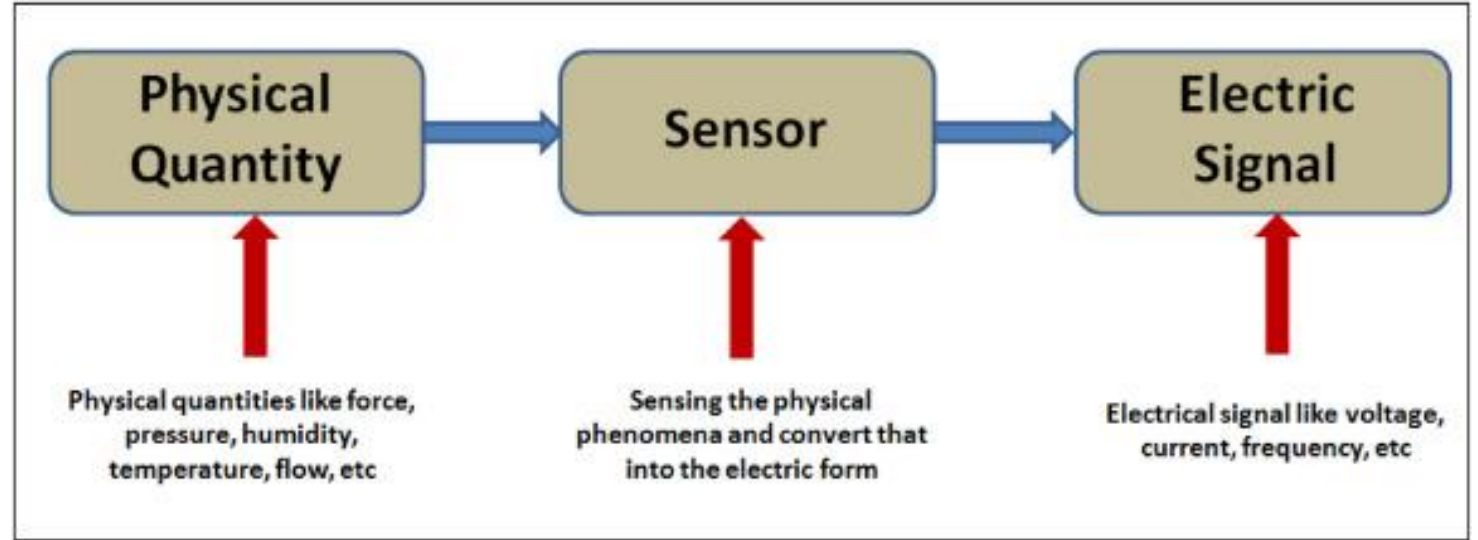 Physical
Quantity
Sensor
Electric
Signal
Physical quantities like force,
pressure, humidity,
temperature, flow, etc
Sensing the physical
phenomena and convert that
into the electric form
Electrical signal like voltage,
current, frequency, etc